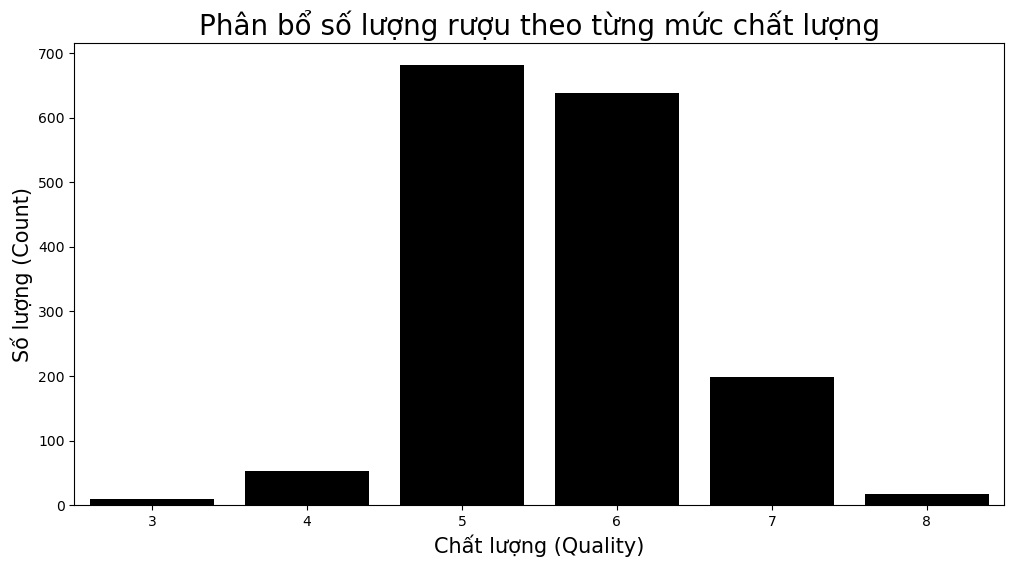 Phân bổ số lượng rượu theo từng mức chất lượng
700
600
500
400
300
200
100
0
Số lượng (Count)
3 4 5 6 7 8
Chất lượng (Quality)